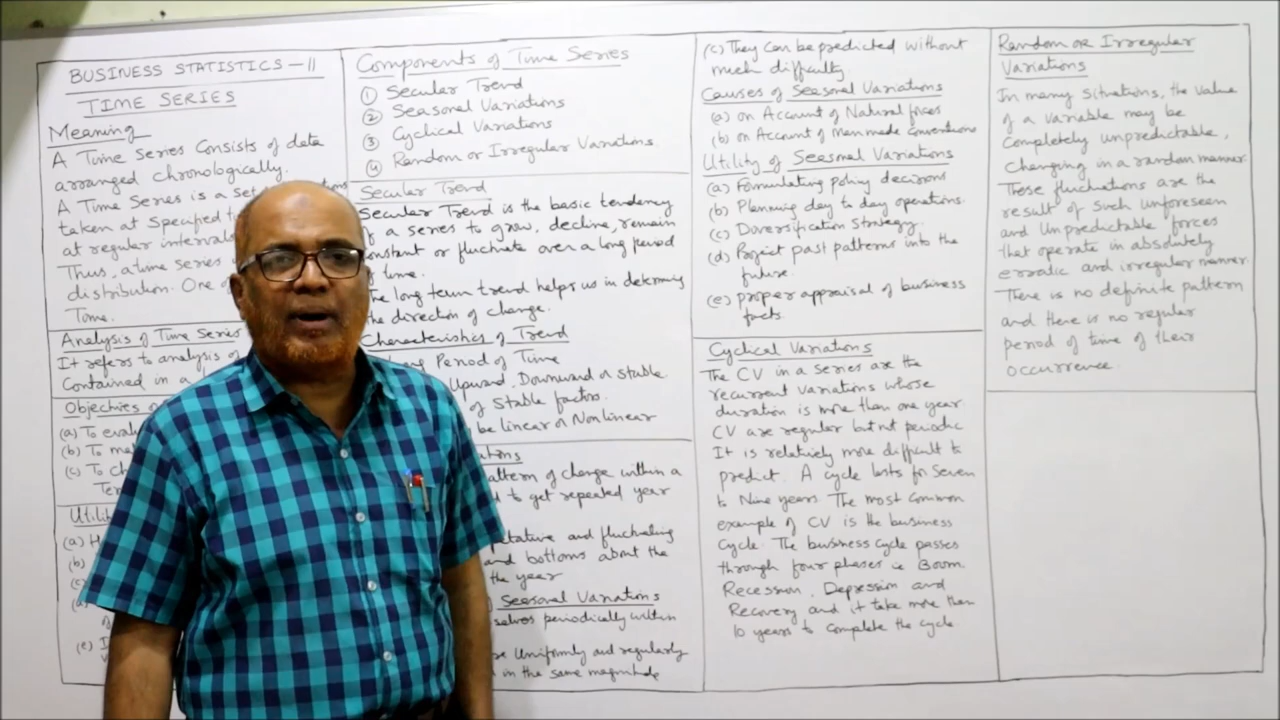 BUSINESS STATISTICS - II
TIME SERIES
Meaning
A Time Series consists of data
arranged chronologically.
A Time Series is a set
taken at Specified
at regular intervals
Thus, a time series
distribution. One
Time.
Analysis of Time Series
It refers to analysis of
Contained in a
Objectives of
(a) To
(b) To
(c) To
(a)
(b)
(c)
(e)
Components of Time Series
① Secular Trend
② Seasonal Variations
③ Cyclical Variations
④ Random or Irregular Variations.
Secular Trend
Secular Trend is the basic tendency
of a series to grow, decline, remain
constant or fluctuate over a long period
time.
The long term trend helps us in determing
the direction of change.
Characteristics of Trend
Period of Time
Upward, Downward or Stable
of Stable factors.
be linear or Nonlinear
pattern of change within a
to get repeated year
and fluctuating
and bottoms about the
the year
Seasonal Variations
periodically within
Uniformly and regularly
in the same magnitude
(c) They can be predicted without
much difficulty
Causes of Seasonal Variations
(a) on Account of Natural forces
(b) on Account of Man made Conventions
Utility of Seasonal Variations
(a) Formulating policy decisions
(b) Planning day to day operations.
(c) Diversification Strategy.
(d) Project past patterns into the
future.
(e) proper appraisal of business
facts.
Cyclical Variations
The CV in a series are the
recurrent variations whose
duration is more than one year
CV are regular but not periodic
It is relatively more difficult to
predict. A cycle lasts for Seven
to Nine years. The most common
example of CV is the business
cycle. The business cycle passes
through four phases ie Boom.
Recession, Depression and
Recovery and it take more than
10 years to complete the cycle.
Random or Irregular
Variations
In many situations, the value
of a variable may be
completely unpredictable,
changing in a random manner.
These fluctuations are the
result of such unforeseen
and unpredictable forces
that operate in absolutely
erratic and irregular manner.
There is no definite pattern
and there is no regular
period of time of their
occurrence.